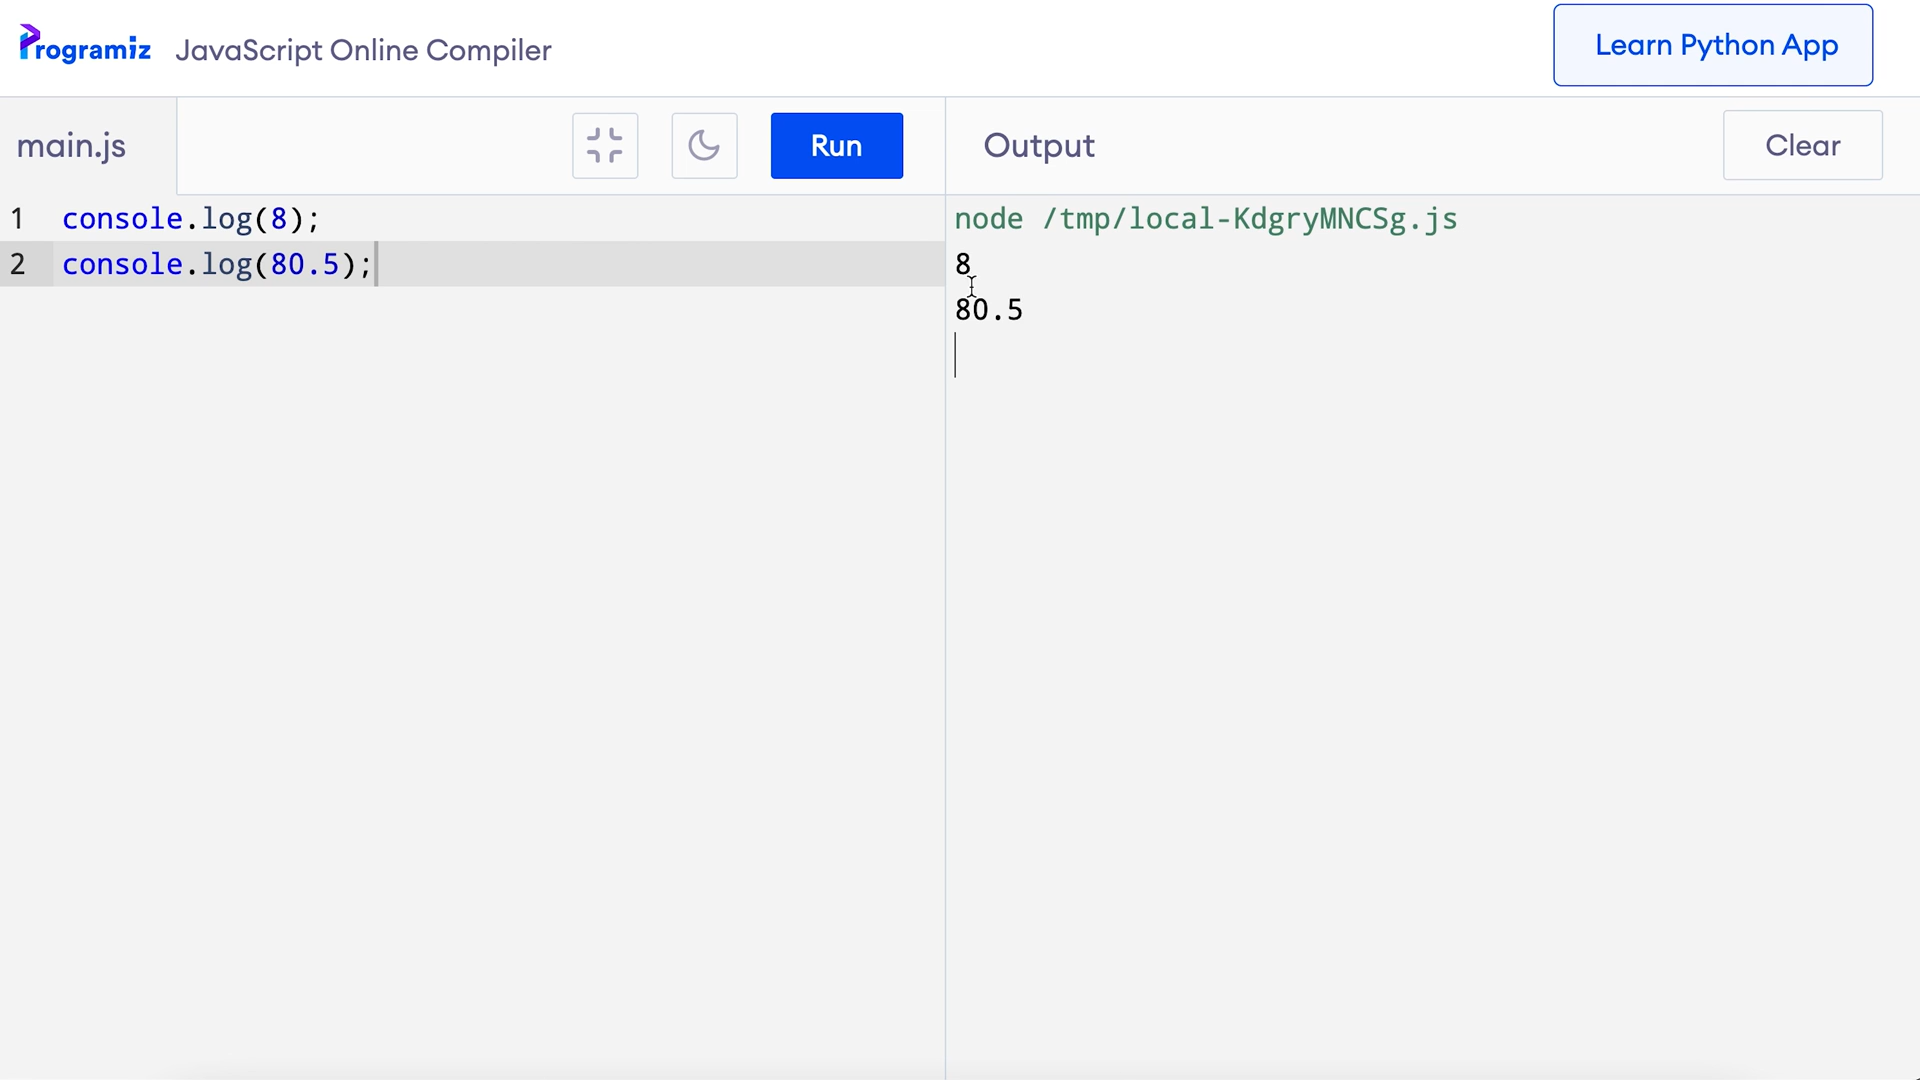 Programiz JavaScript Online Compiler
Learn Python App
main.js
Run
Output
Clear
1 console.log(8);
2 console.log(80.5);
node /tmp/local-KdgryMNCSg.js
8
80.5